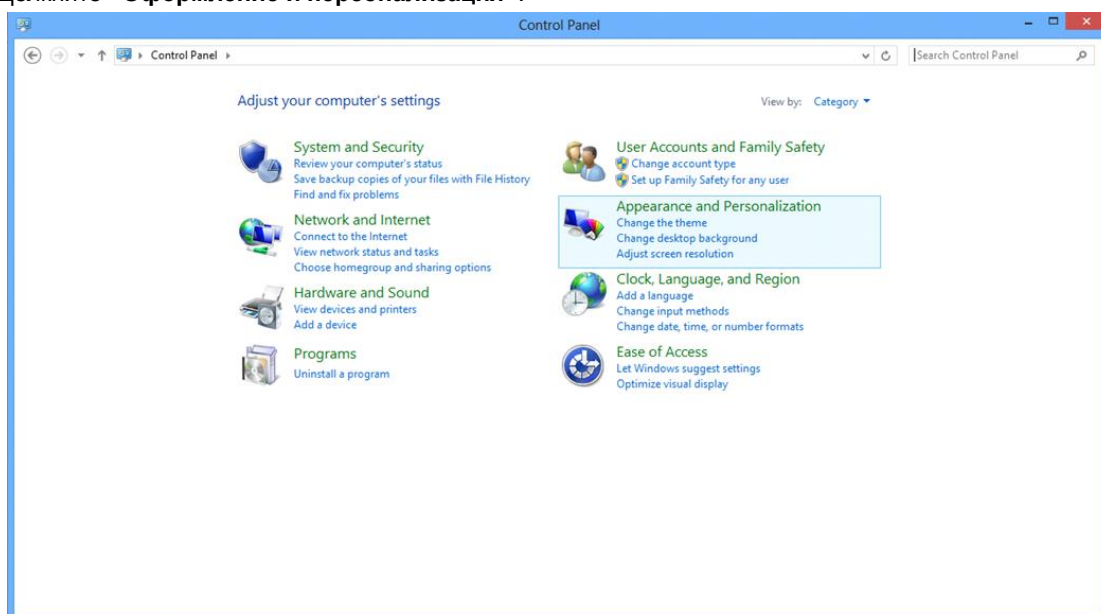 Щелкните "Оформление и персонализация".
Control Panel
Control Panel
Search Control Panel
Adjust your computer's settings
View by: Category
System and Security
Review your computer's status
Save backup copies of your files with File History
Find and fix problems
Network and Internet
Connect to the Internet
View network status and tasks
Choose homegroup and sharing options
Hardware and Sound
View devices and printers
Add a device
Programs
Uninstall a program
User Accounts and Family Safety
Change account type
Set up Family Safety for any user
Appearance and Personalization
Change the theme
Change desktop background
Adjust screen resolution
Clock, Language, and Region
Add a language
Change input methods
Change date, time, or number formats
Ease of Access
Let Windows suggest settings
Optimize visual display